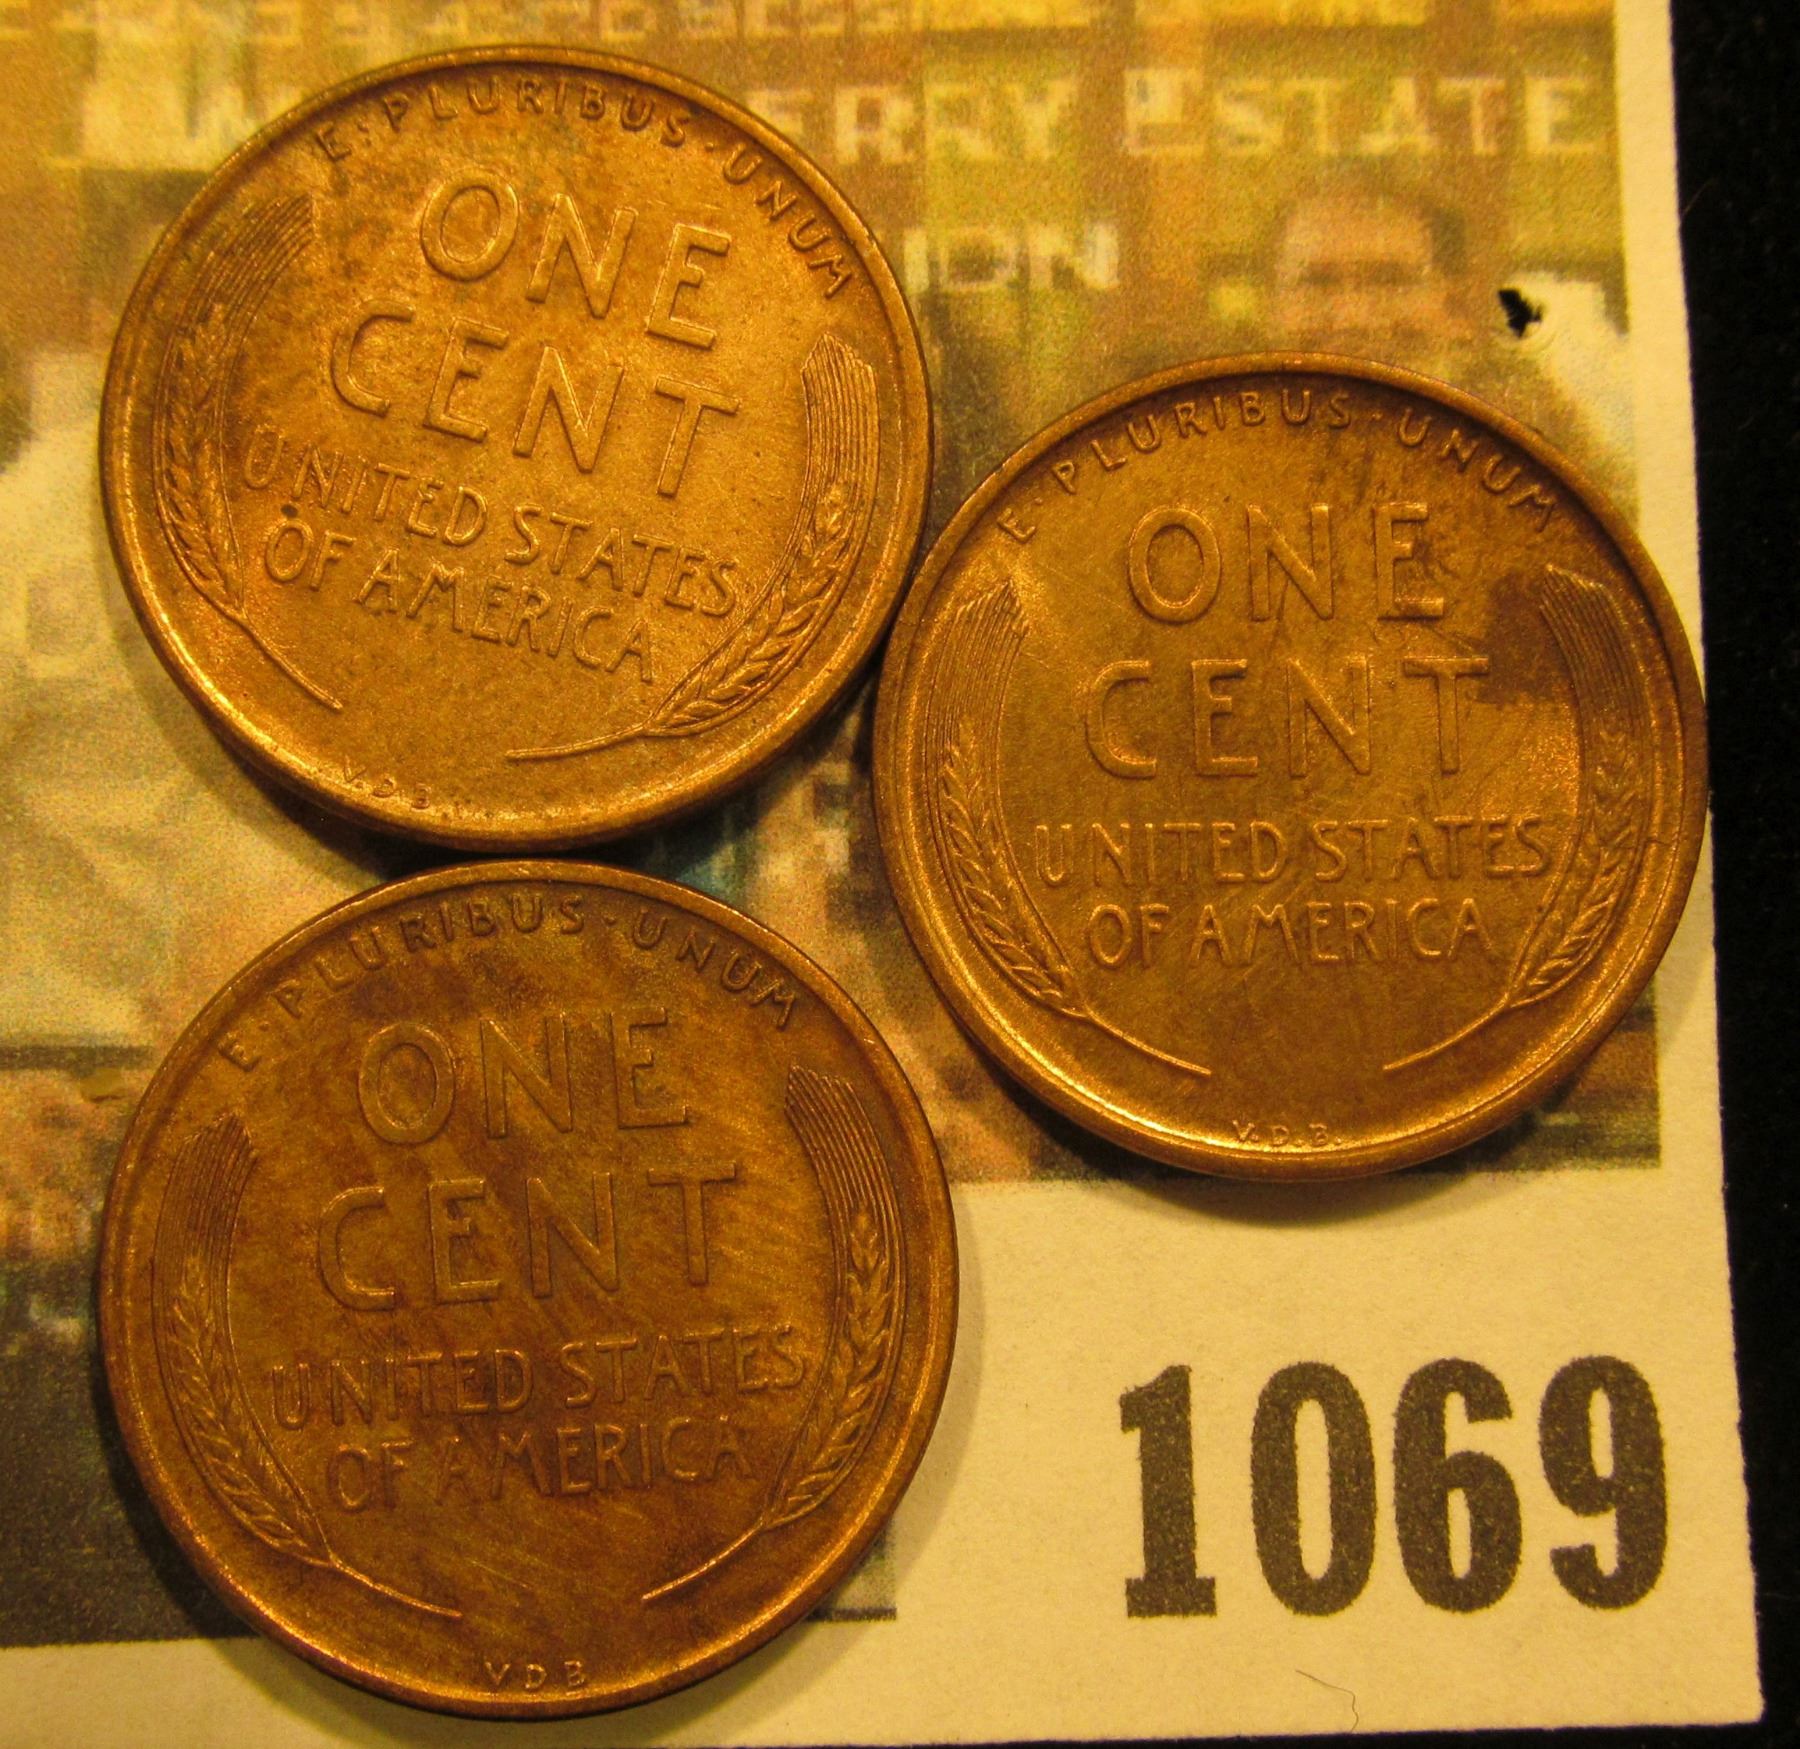 ESTATE
E·PLURIBUS·UNUM
ONE
CENT
UNITED STATES
OF AMERICA
V.D.B.
E·PLURIBUS·UNUM
ONE
CENT
UNITED STATES
OF AMERICA
V.D.B.
E·PLURIBUS·UNUM
ONE
CENT
UNITED STATES
OF AMERICA
V.D.B.
1069